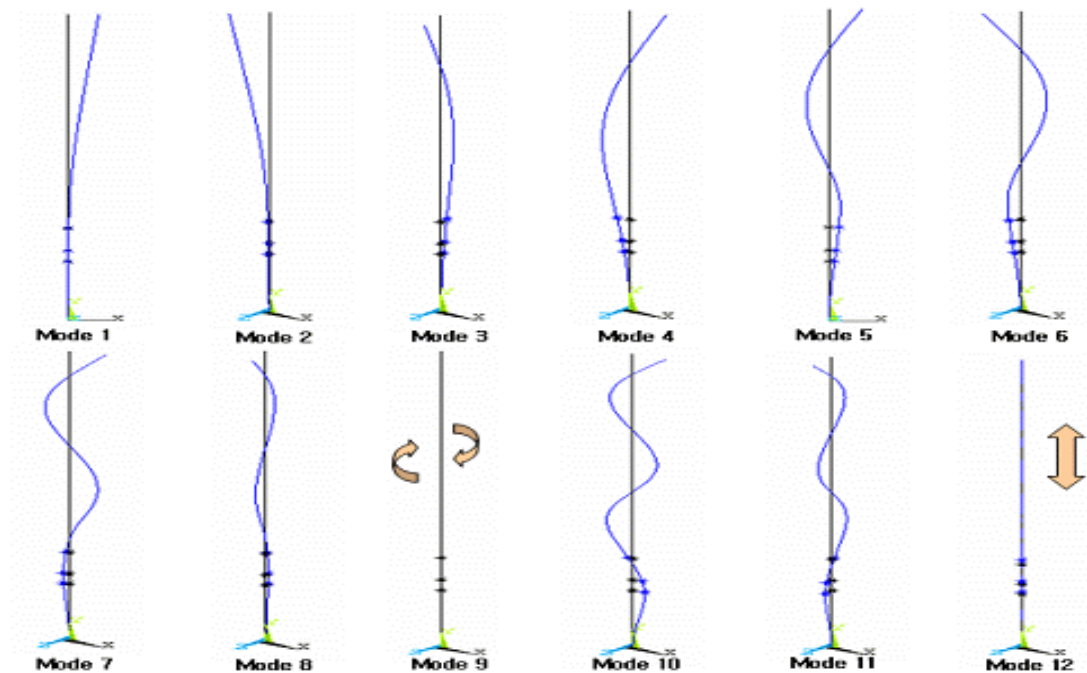 X
Mode 1
Z X
Mode 2
Z X
Mode 3
Z X
Mode 4
X
Mode 5
Z X
Mode 6
Z X
Mode 7
Z X
Mode 8
Z X
Mode 9
Z X
Mode 10
Z X
Mode 11
Z X
Mode 12